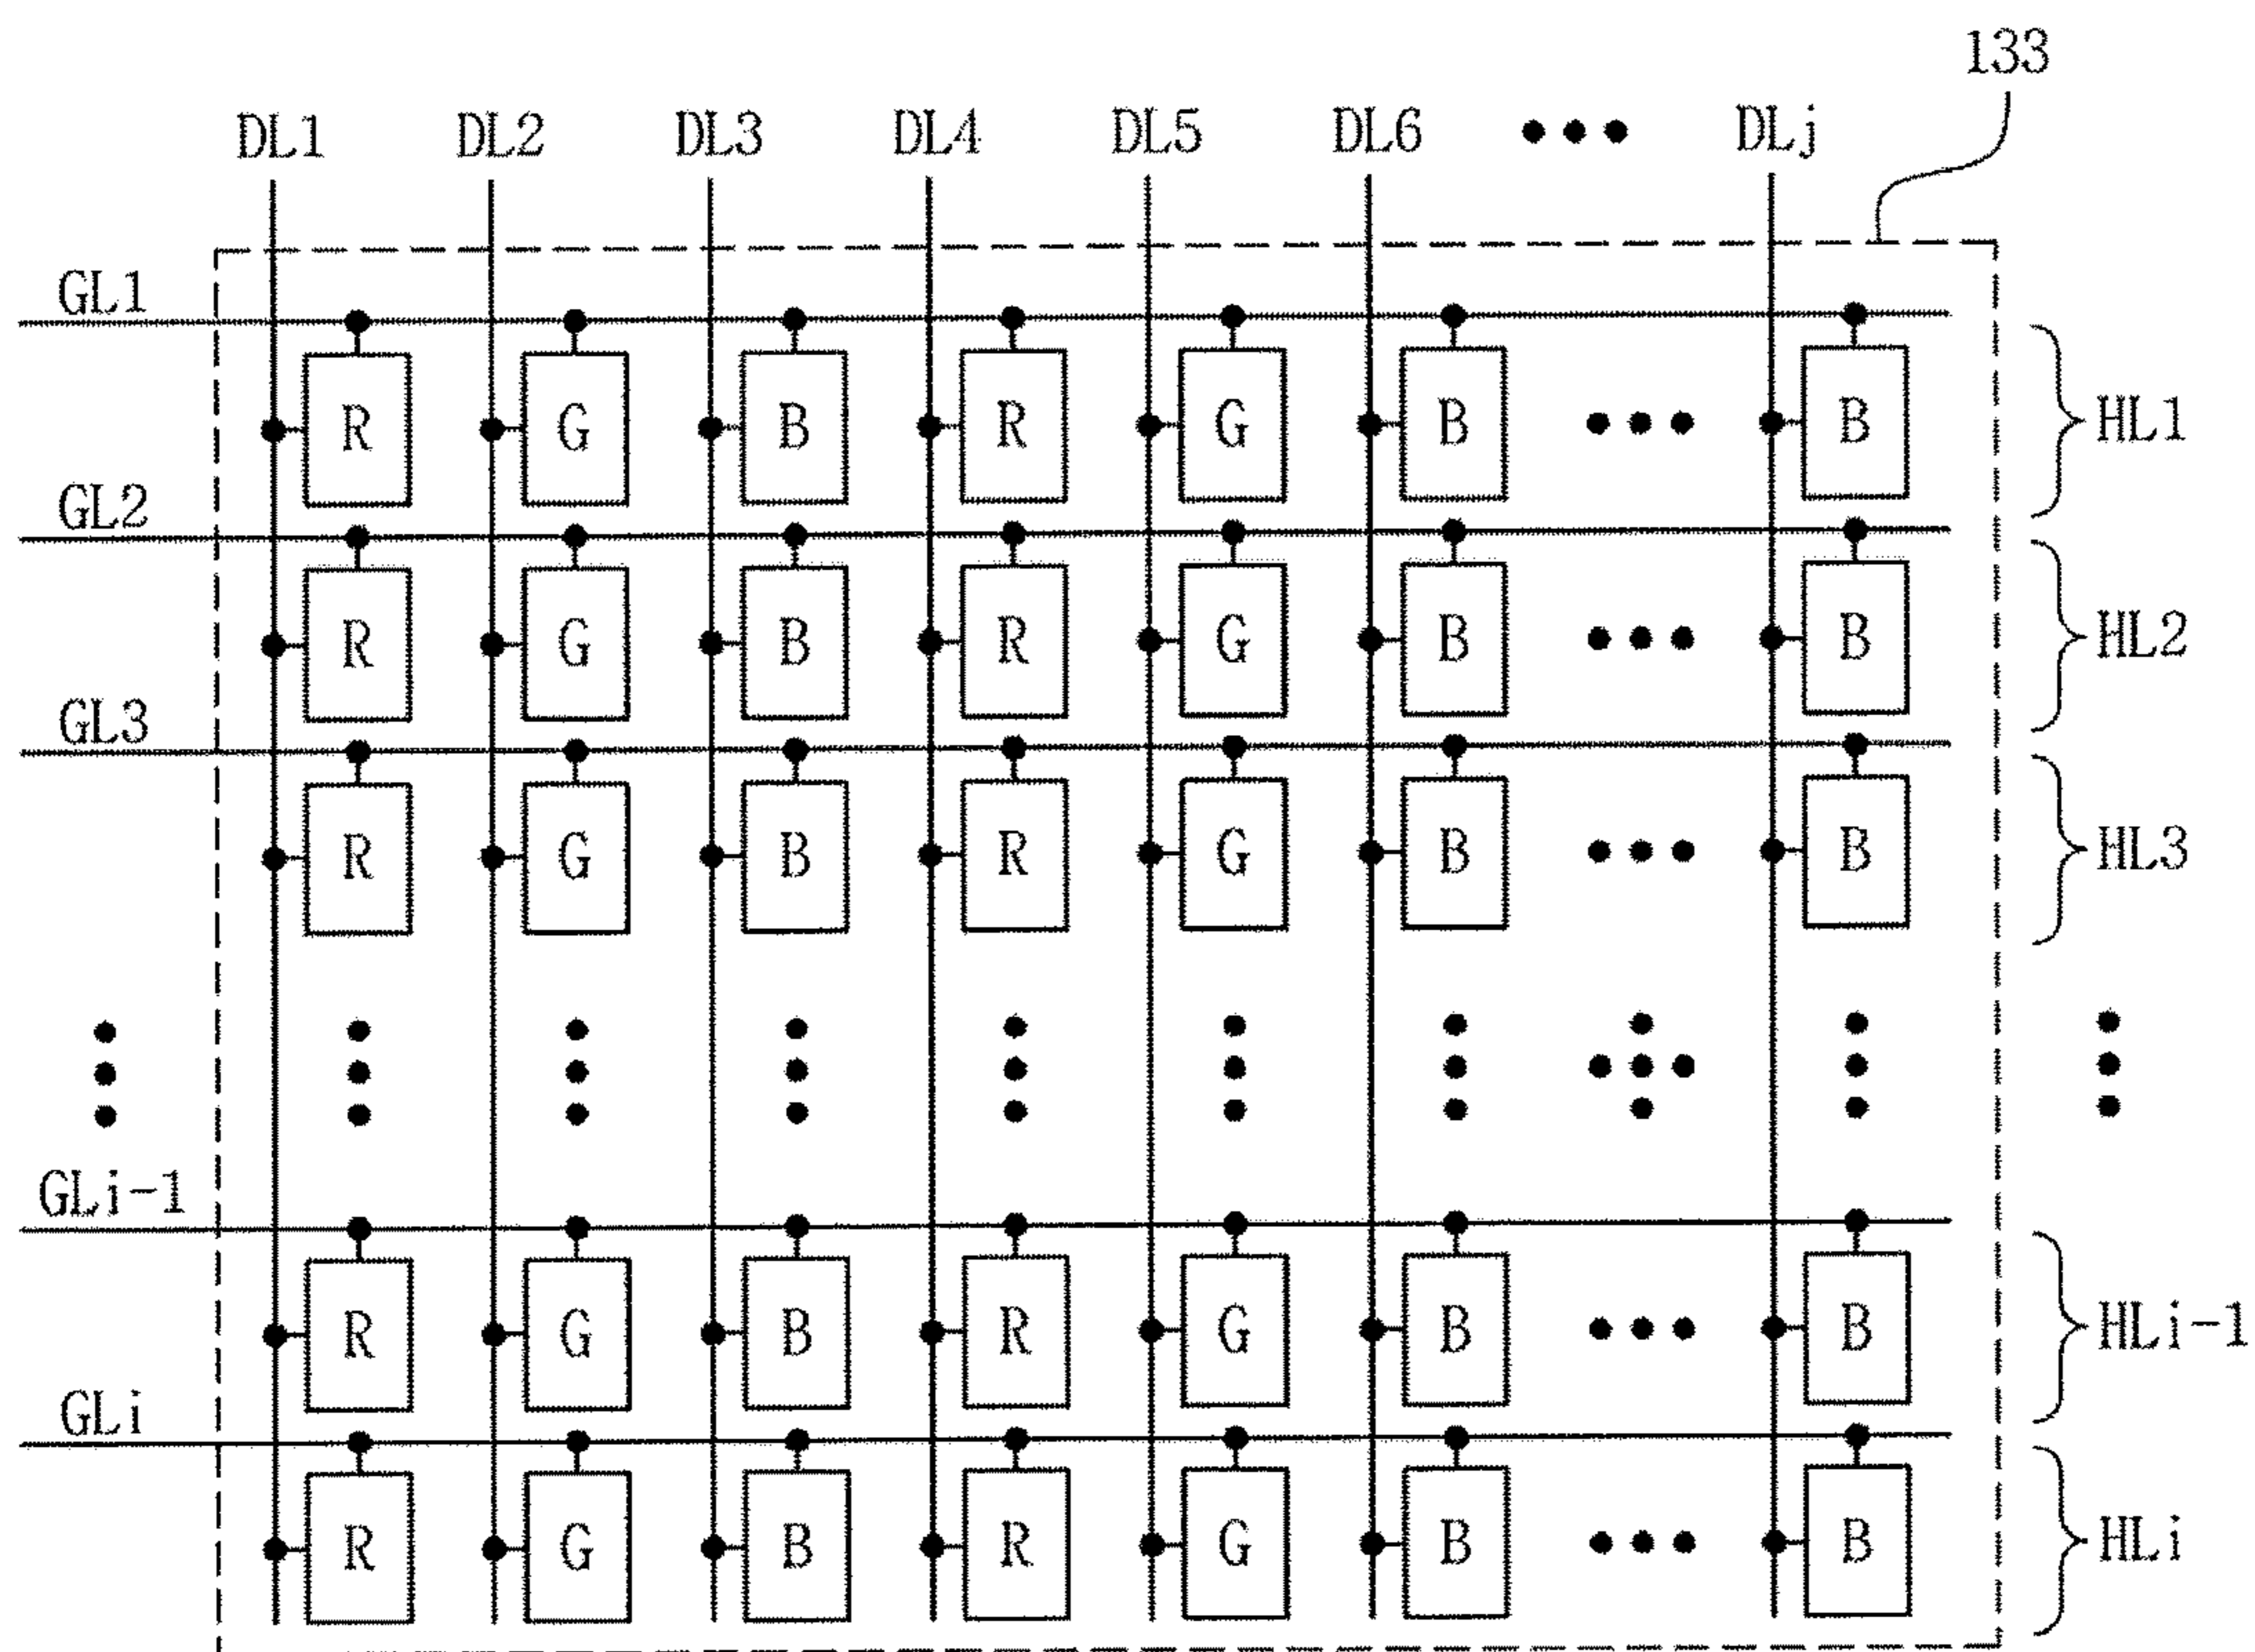 133
DL1 DL2 DL3 DL4 DL5 DL6 ••• DLj
GL1
R G B R G B ••• B HL1
GL2
R G B R G B ••• B HL2
GL3
R G B R G B ••• B HL3
GLi-1
R G B R G B ••• B HLi-1
GLi
R G B R G B ••• B HLi